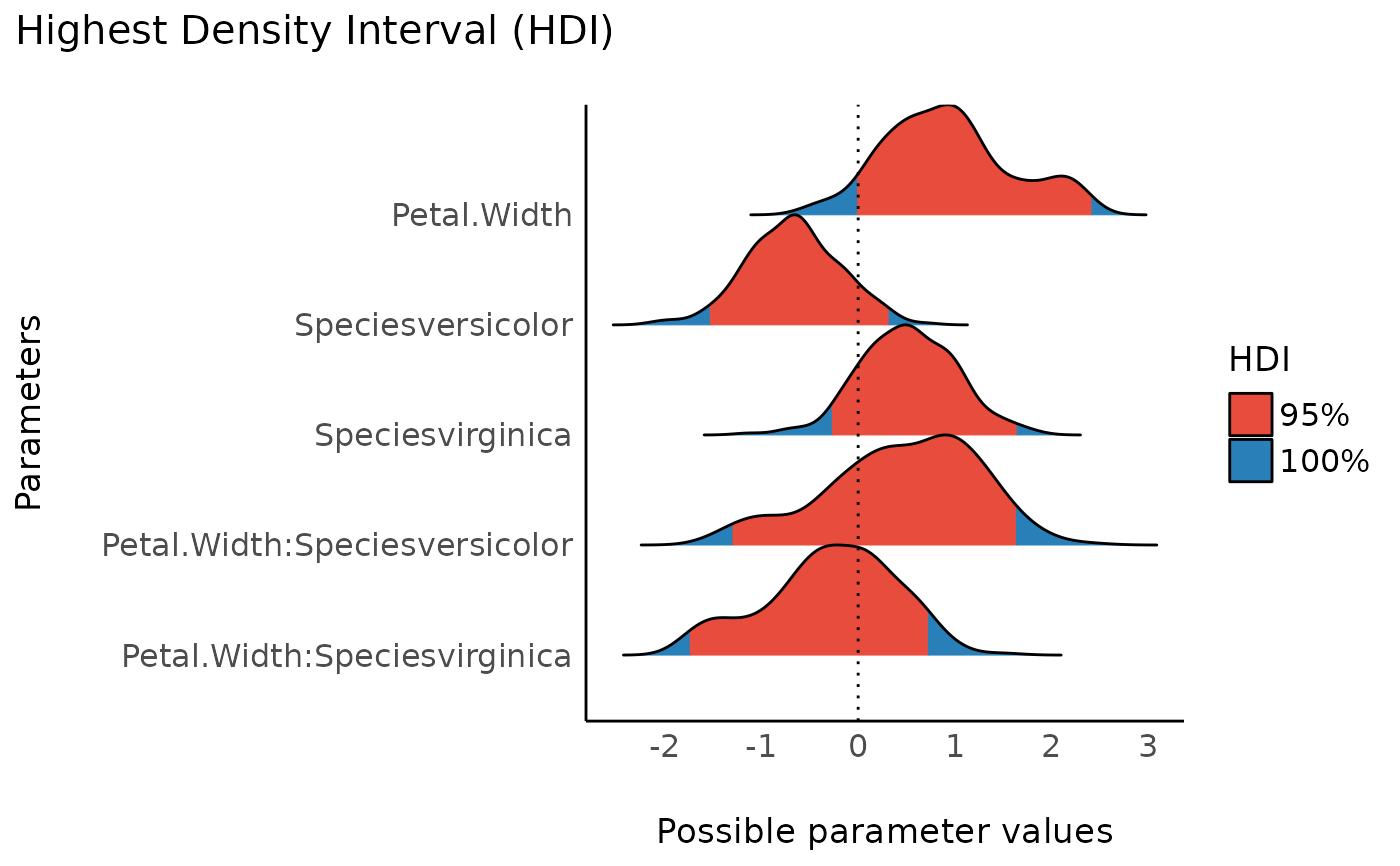 Highest Density Interval (HDI)
Petal.Width
Speciesversicolor
Speciesvirginica
Petal.Width:Speciesversicolor
Petal.Width:Speciesvirginica
Parameters
-2 -1 0 1 2 3
Possible parameter values
HDI
95%
100%